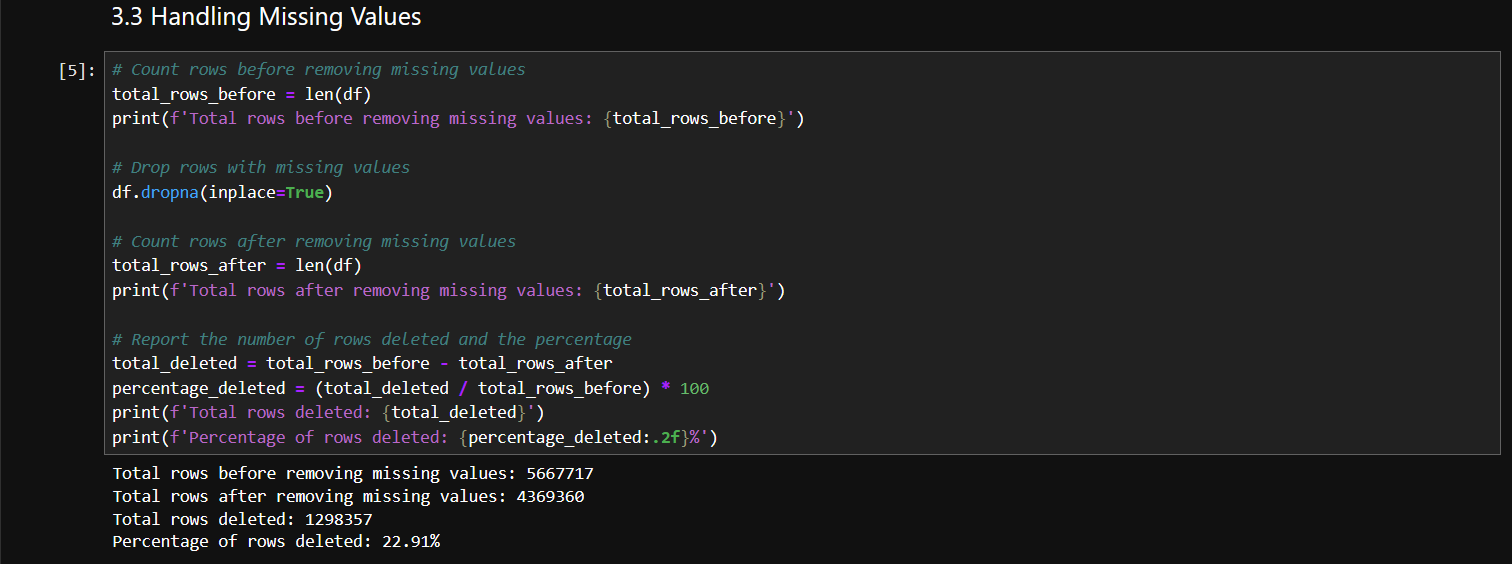 3.3 Handling Missing Values
[5]:
# Count rows before removing missing values
total_rows_before = len(df)
print(f'Total rows before removing missing values: {total_rows_before}')
# Drop rows with missing values
df.dropna(inplace=True)
# Count rows after removing missing values
total_rows_after = len(df)
print(f'Total rows after removing missing values: {total_rows_after}')
# Report the number of rows deleted and the percentage
total_deleted = total_rows_before - total_rows_after
percentage_deleted = (total_deleted / total_rows_before) * 100
print(f'Total rows deleted: {total_deleted}')
print(f'Percentage of rows deleted: {percentage_deleted:.2f}%')
Total rows before removing missing values: 5667717
Total rows after removing missing values: 4369360
Total rows deleted: 1298357
Percentage of rows deleted: 22.91%